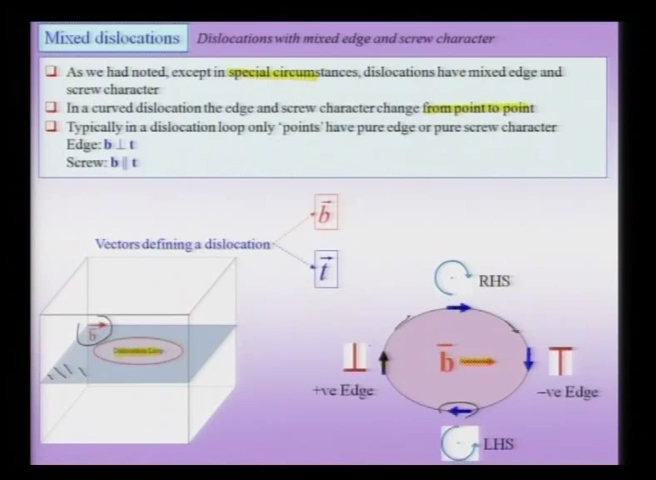 Mixed dislocations Dislocations with mixed edge and screw character
As we had noted, except in special circumstances, dislocations have mixed edge and
screw character
In a curved dislocation the edge and screw character change from point to point
Typically in a dislocation loop only 'points' have pure edge or pure screw character
Edge: b ⊥ t
Screw: b || t
b
Vectors defining a dislocation
t
RHS
b
Dislocation Loop
b
+ve Edge
−ve Edge
LHS